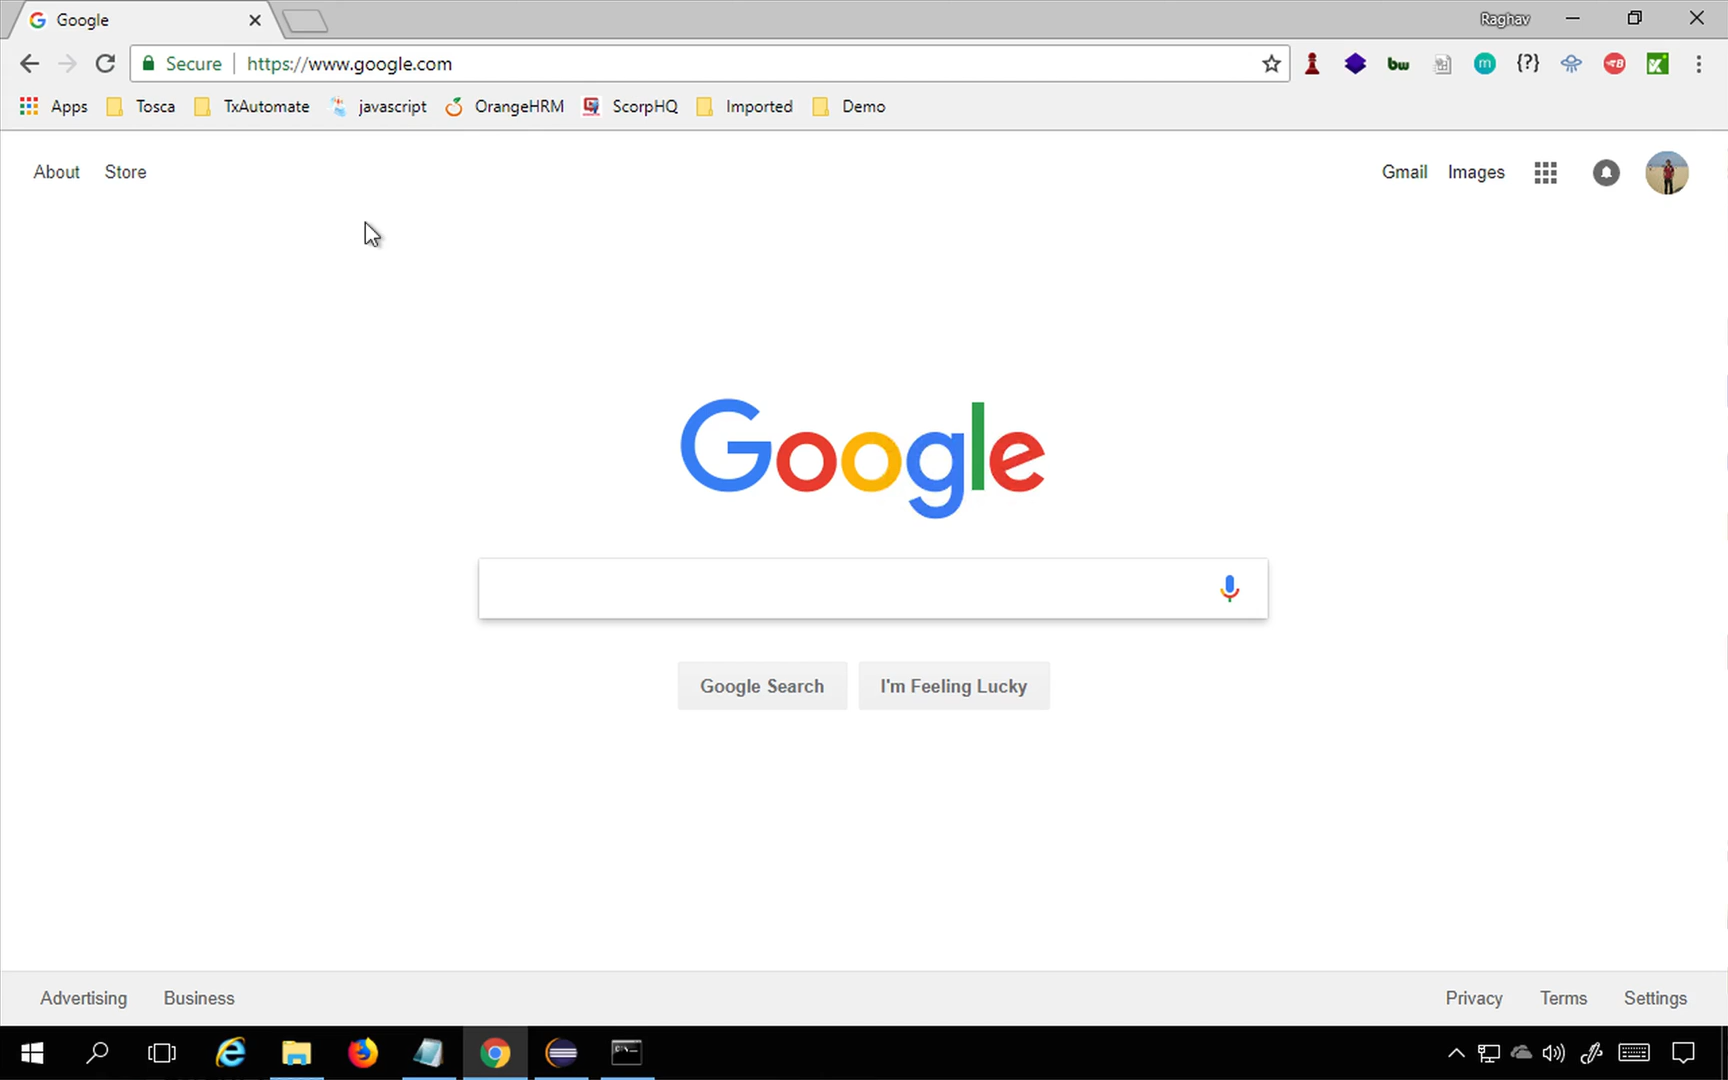 Google
Raghav
Secure https://www.google.com
bw m {?}
Apps Tosca TxAutomate javascript OrangeHRM ScorpHQ Imported Demo
About Store Gmail Images
Google
Google Search I'm Feeling Lucky
Advertising Business Privacy Terms Settings